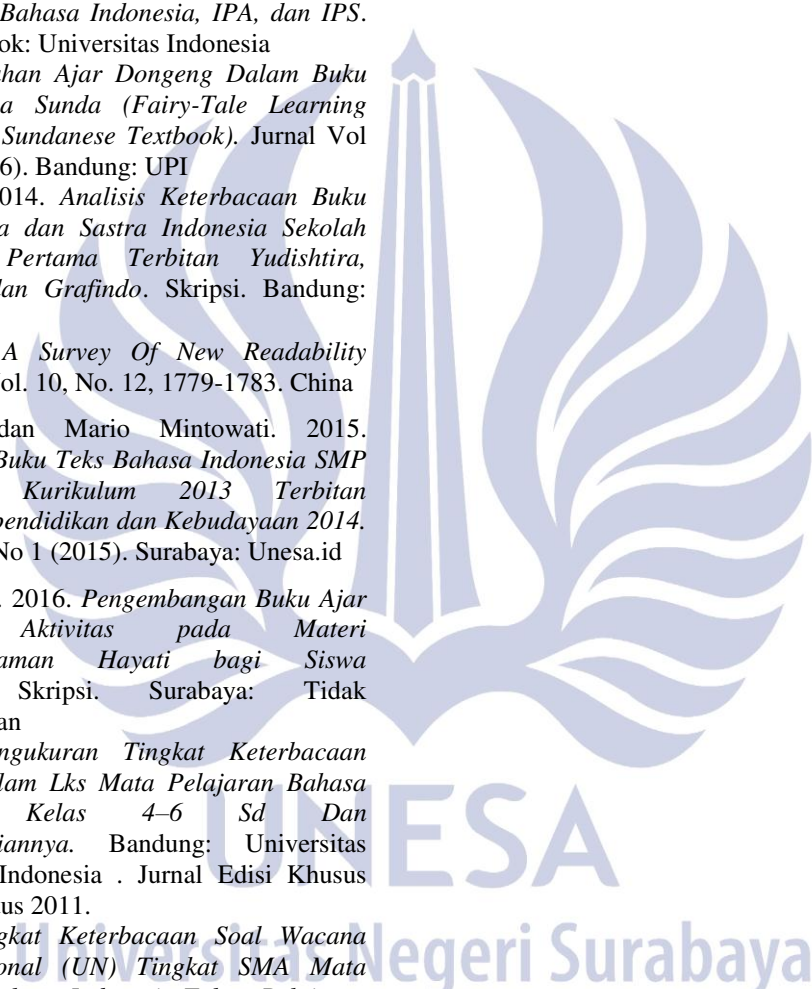 Bahasa Indonesia, IPA, dan IPS.
ok: Universitas Indonesia
han Ajar Dongeng Dalam Buku
a Sunda (Fairy-Tale Learning
Sundanese Textbook). Jurnal Vol
6). Bandung: UPI
014. Analisis Keterbacaan Buku
a dan Sastra Indonesia Sekolah
Pertama Terbitan Yudishtira,
dan Grafindo. Skripsi. Bandung:
A Survey Of New Readability
Vol. 10, No. 12, 1779-1783. China
dan Mario Mintowati. 2015.
Buku Teks Bahasa Indonesia SMP
Kurikulum 2013 Terbitan
pendidikan dan Kebudayaan 2014.
No 1 (2015). Surabaya: Unesa.id
. 2016. Pengembangan Buku Ajar
Aktivitas pada Materi
aman Hayati bagi Siswa
Skripsi. Surabaya: Tidak
an
ngukuran Tingkat Keterbacaan
lam Lks Mata Pelajaran Bahasa
Kelas 4–6 Sd Dan
iannya. Bandung: Universitas
Indonesia . Jurnal Edisi Khusus
tus 2011.
gkat Keterbacaan Soal Wacana
onal (UN) Tingkat SMA Mata
UNESA
Universitas Negeri Surabaya